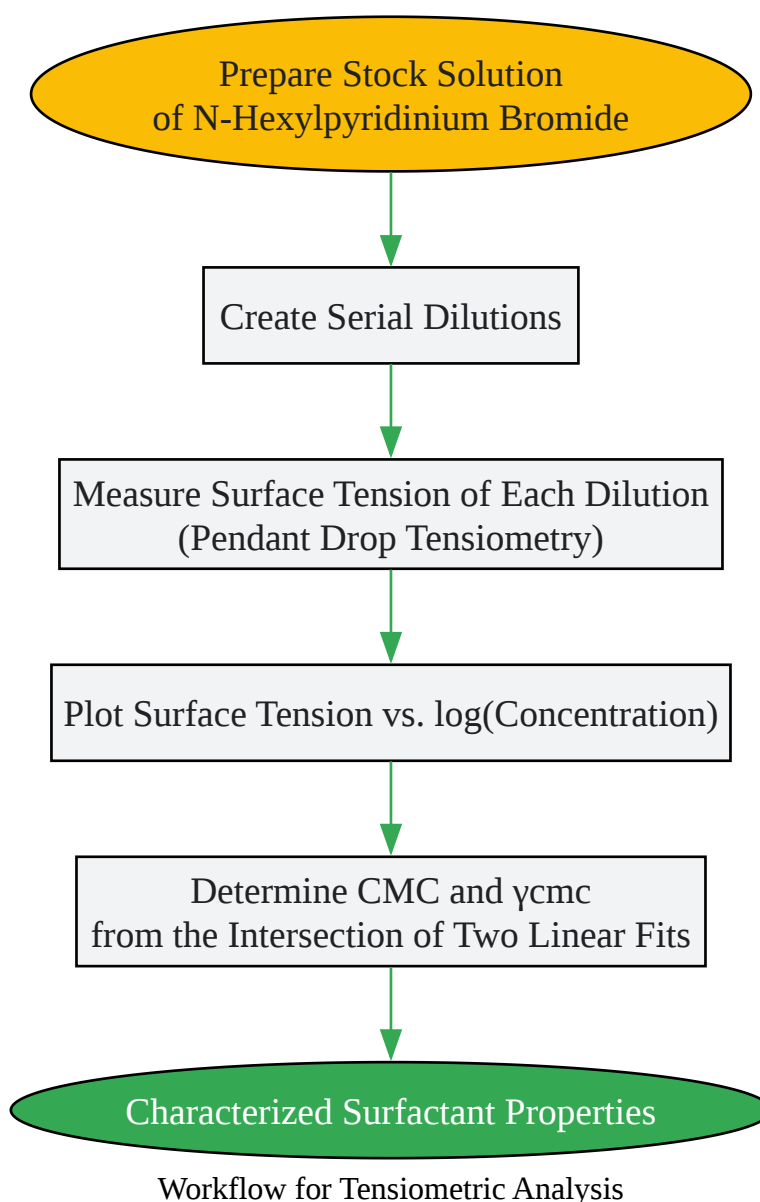 Prepare Stock Solution
of N-Hexylpyridinium Bromide
Create Serial Dilutions
Measure Surface Tension of Each Dilution
(Pendant Drop Tensiometry)
Plot Surface Tension vs. log(Concentration)
Determine CMC and γcmc
from the Intersection of Two Linear Fits
Characterized Surfactant Properties
Workflow for Tensiometric Analysis